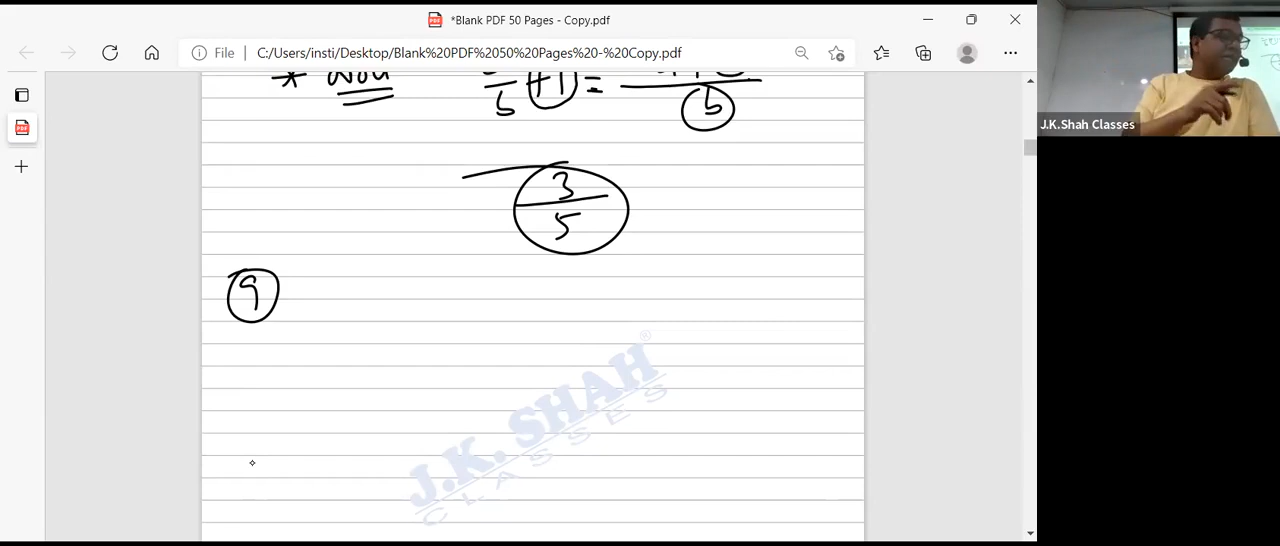 *Blank PDF 50 Pages - Copy.pdf
File C:/Users/insti/Desktop/Blank%20PDF%2050%20Pages%20-%20Copy.pdf
J.K.Shah Classes
b +1 = b
3
5
9
J.K. SHAH
CLASSES